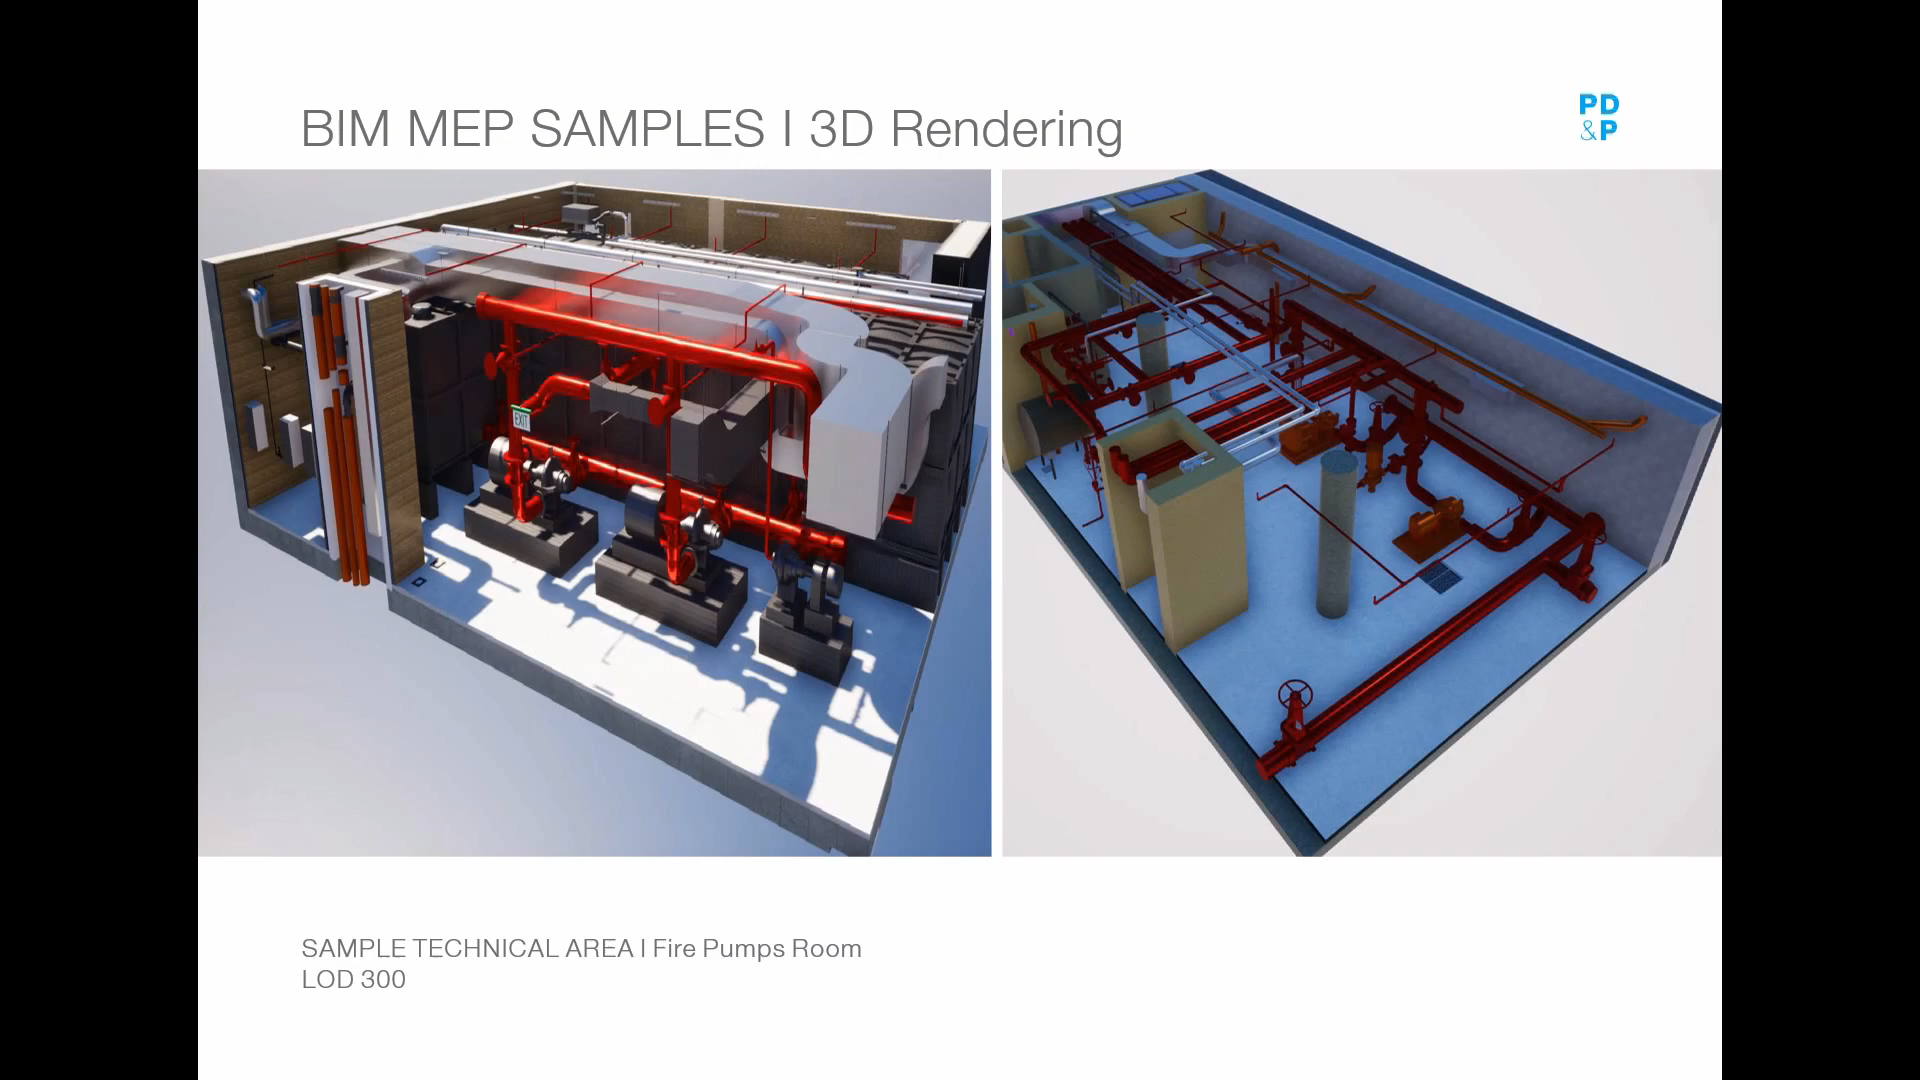 BIM MEP SAMPLES I 3D Rendering
PD
&P
EXIT
SAMPLE TECHNICAL AREA I Fire Pumps Room
LOD 300